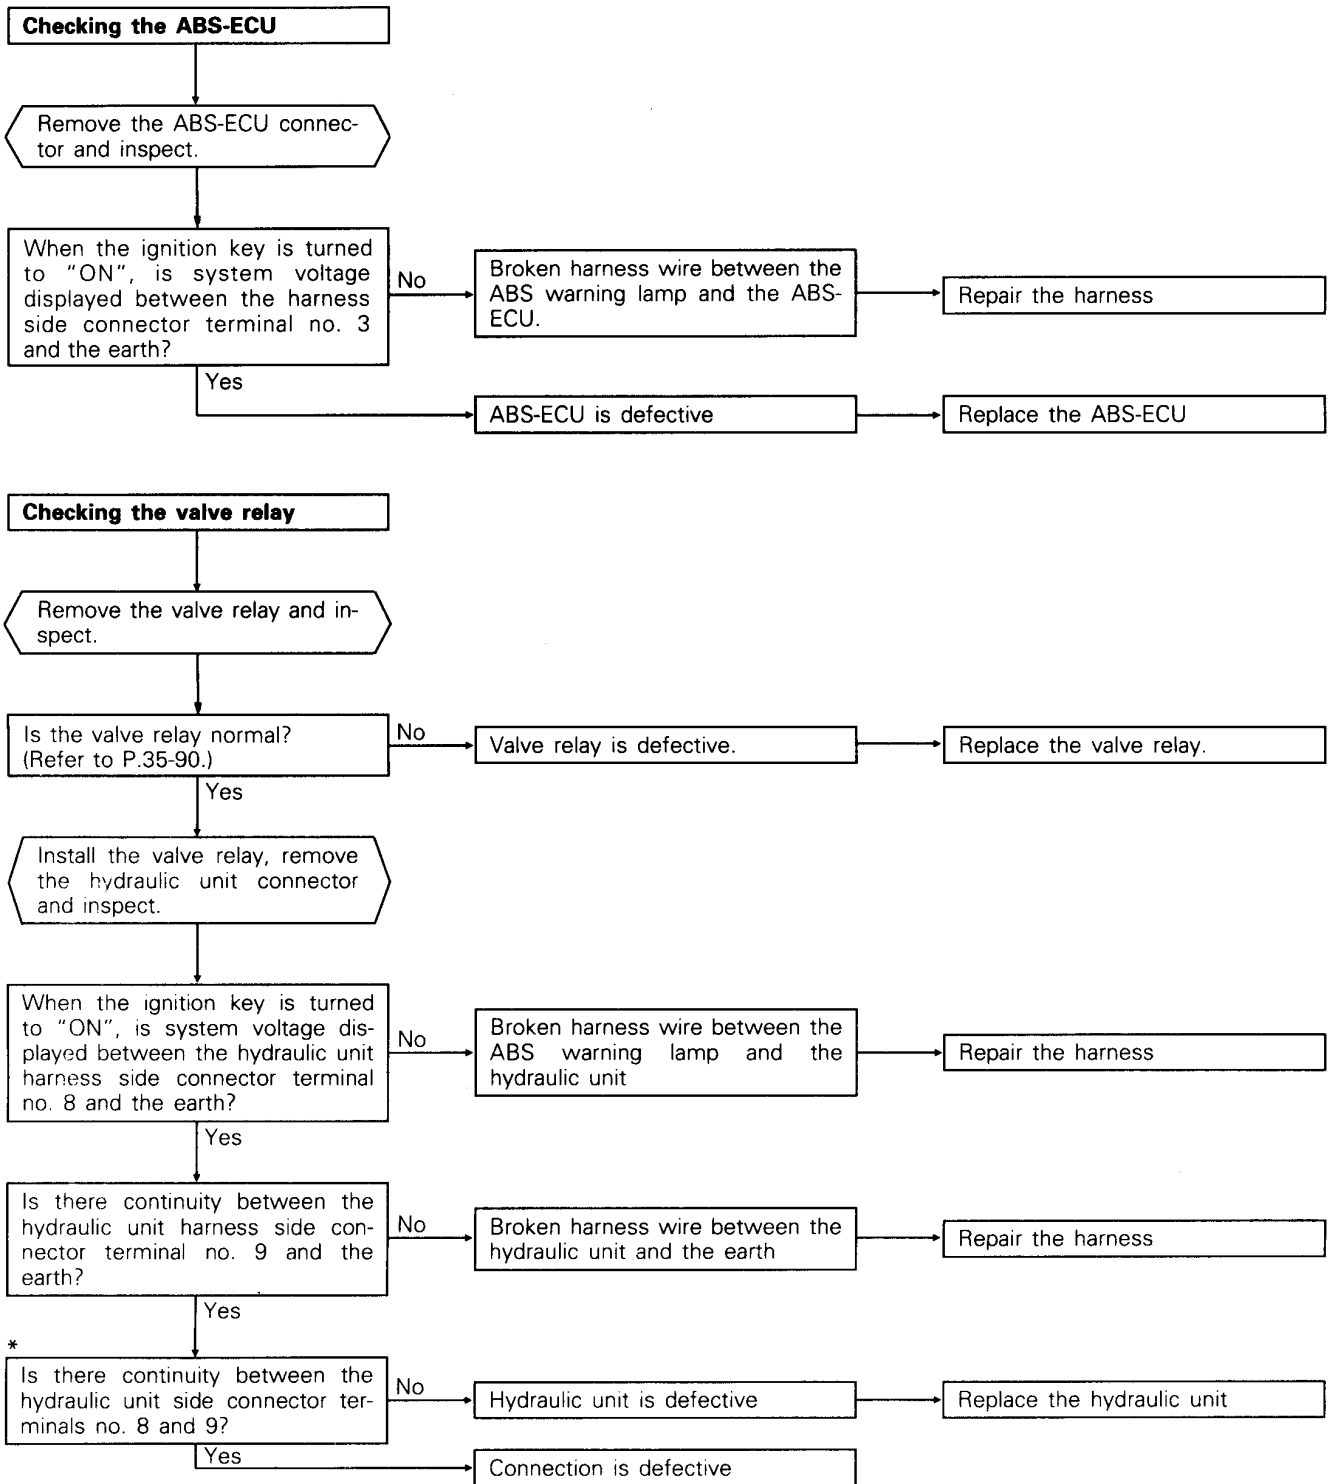 Checking the ABS-ECU
Remove the ABS-ECU connec-
tor and inspect.
When the ignition key is turned
to "ON", is system voltage
displayed between the harness
side connector terminal no. 3
and the earth?
No
Broken harness wire between the
ABS warning lamp and the ABS-
ECU.
Repair the harness
Yes
ABS-ECU is defective
Replace the ABS-ECU
Checking the valve relay
Remove the valve relay and in-
spect.
Is the valve relay normal?
(Refer to P.35-90.)
No
Valve relay is defective.
Replace the valve relay.
Yes
Install the valve relay, remove
the hydraulic unit connector
and inspect.
When the ignition key is turned
to "ON", is system voltage dis-
played between the hydraulic unit
harness side connector terminal
no. 8 and the earth?
No
Broken harness wire between the
ABS warning lamp and the
hydraulic unit
Repair the harness
Yes
Is there continuity between the
hydraulic unit harness side con-
nector terminal no. 9 and the
earth?
No
Broken harness wire between the
hydraulic unit and the earth
Repair the harness
Yes
*
Is there continuity between the
hydraulic unit side connector ter-
minals no. 8 and 9?
No
Hydraulic unit is defective
Replace the hydraulic unit
Yes
Connection is defective